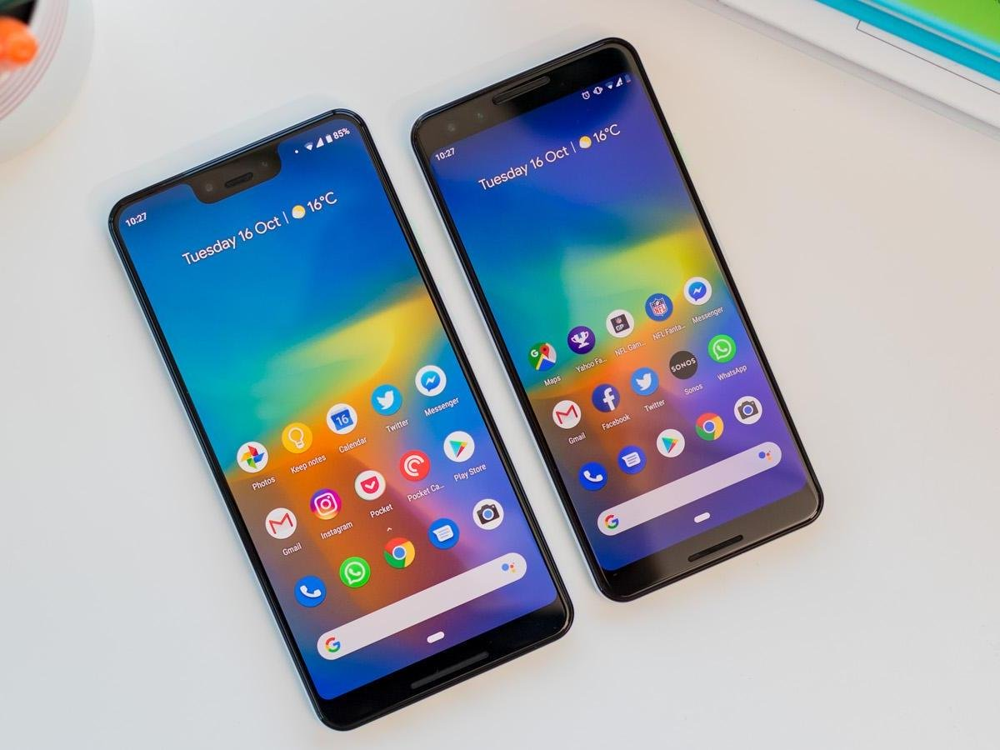 10:27
85%
Tuesday 16 Oct | 16°C
16
Photos
Keep notes
Calendar
Twitter
Messenger
Gmail
Instagram
Pocket
Pocket Ca...
Play Store
G
10:27
Tuesday 16 Oct | 16°C
G
GP
NFL
Maps
Yahoo Fa...
NFL Gam...
NFL Fanta...
Messenger
SONOS
Gmail
Facebook
Twitter
Sonos
WhatsApp
G